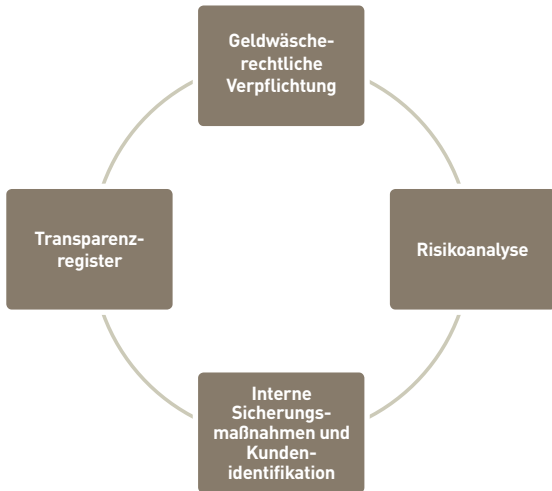 Geldwäsche-
rechtliche
Verpflichtung
Transparenz-
register
Risikoanalyse
Interne
Sicherungs-
maßnahmen und
Kunden-
identifikation